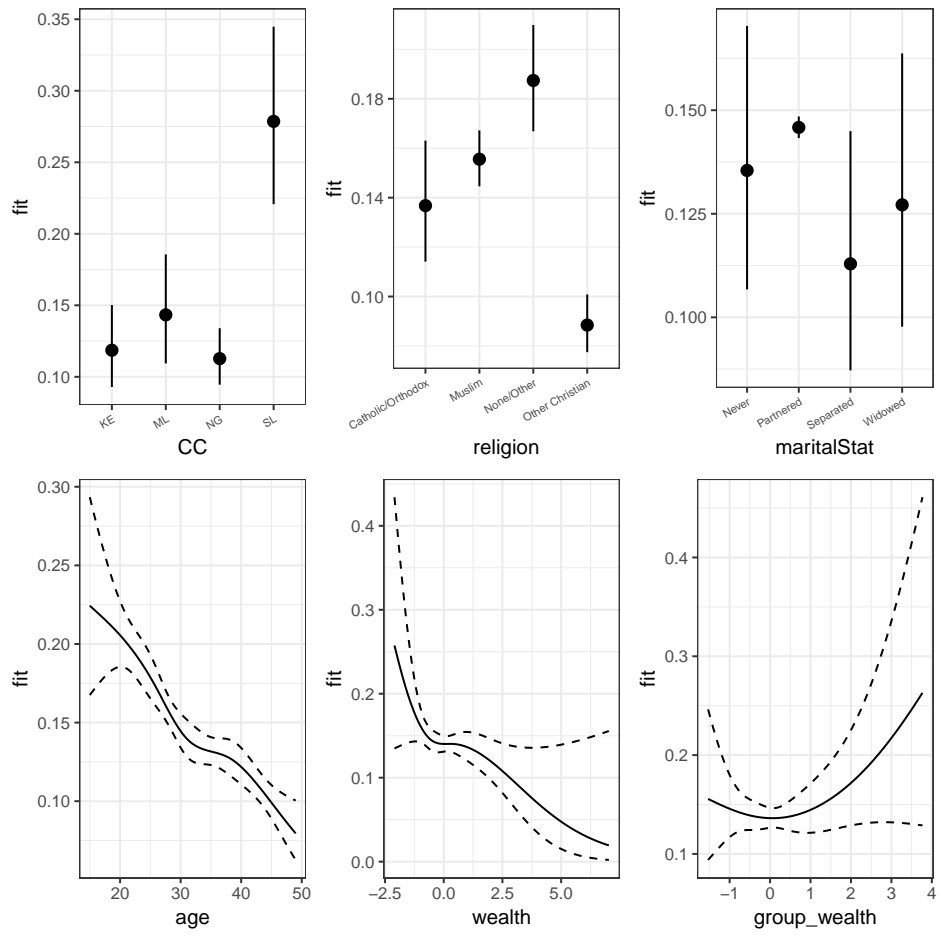 0.35
0.30
0.25
0.20
0.15
0.10
fit
KE ML NG SL
CC
0.18
0.14
0.10
fit
Catholic/Orthodox Muslim None/Other Other Christian
religion
0.150
0.125
0.100
fit
Never Partnered Separated Widowed
maritalStat
0.30
0.25
0.20
0.15
0.10
fit
20 30 40 50
age
0.4
0.3
0.2
0.1
0.0
fit
−2.5 0.0 2.5 5.0
wealth
0.4
0.3
0.2
0.1
fit
−1 0 1 2 3 4
group_wealth